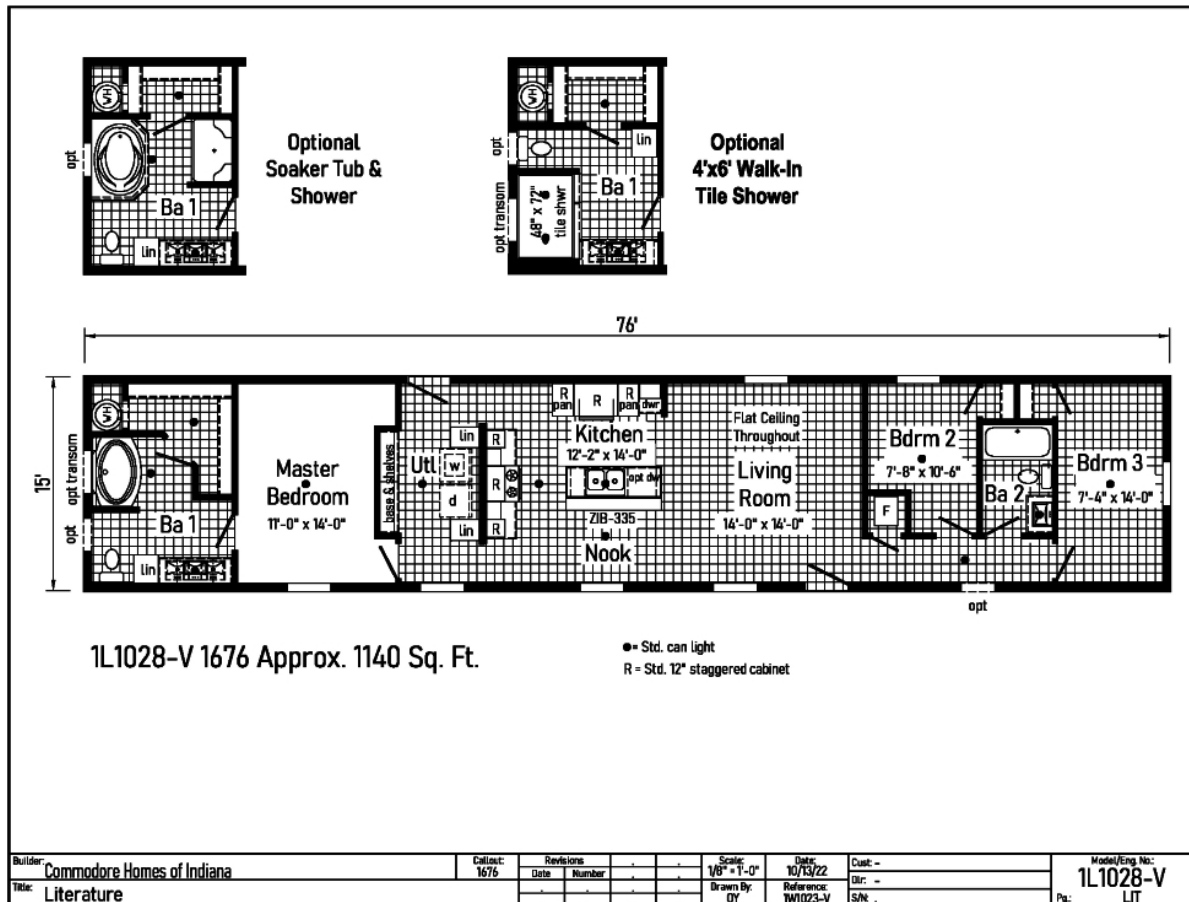 WH
opt
Ba 1
lin
Optional
Soaker Tub &
Shower
WH
opt
lin
opt transom
48" x 72"
tile shwr
Ba 1
Optional
4'x6' Walk-In
Tile Shower
76'
15'
WH
opt transom
opt
Ba 1
lin
Master
Bedroom
11'-0" x 14'-0"
base & shelves
Utl
lin
w
d
lin
R
R
R
R
pan
R
R
pan
dwr
Kitchen
12'-2" x 14'-0"
opt dw
ZIB-335
Nook
Flat Ceiling
Throughout
Living
Room
14'-0" x 14'-0"
Bdrm 2
7'-8" x 10'-6"
F
Ba 2
Bdrm 3
7'-4" x 14'-0"
opt
1L1028-V 1676 Approx. 1140 Sq. Ft.
●= Std. can light
R = Std. 12" staggered cabinet
Builder: Commodore Homes of Indiana
Title: Literature
Callout:
1676
Revisions
Date Number
Scale:
1/8" = 1'-0"
Drawn By:
DY
Date:
10/13/22
Reference:
1W1023-V
Cust: -
Dlr: -
S/N: .
Model/Eng. No.:
1L1028-V
Pg.: LIT